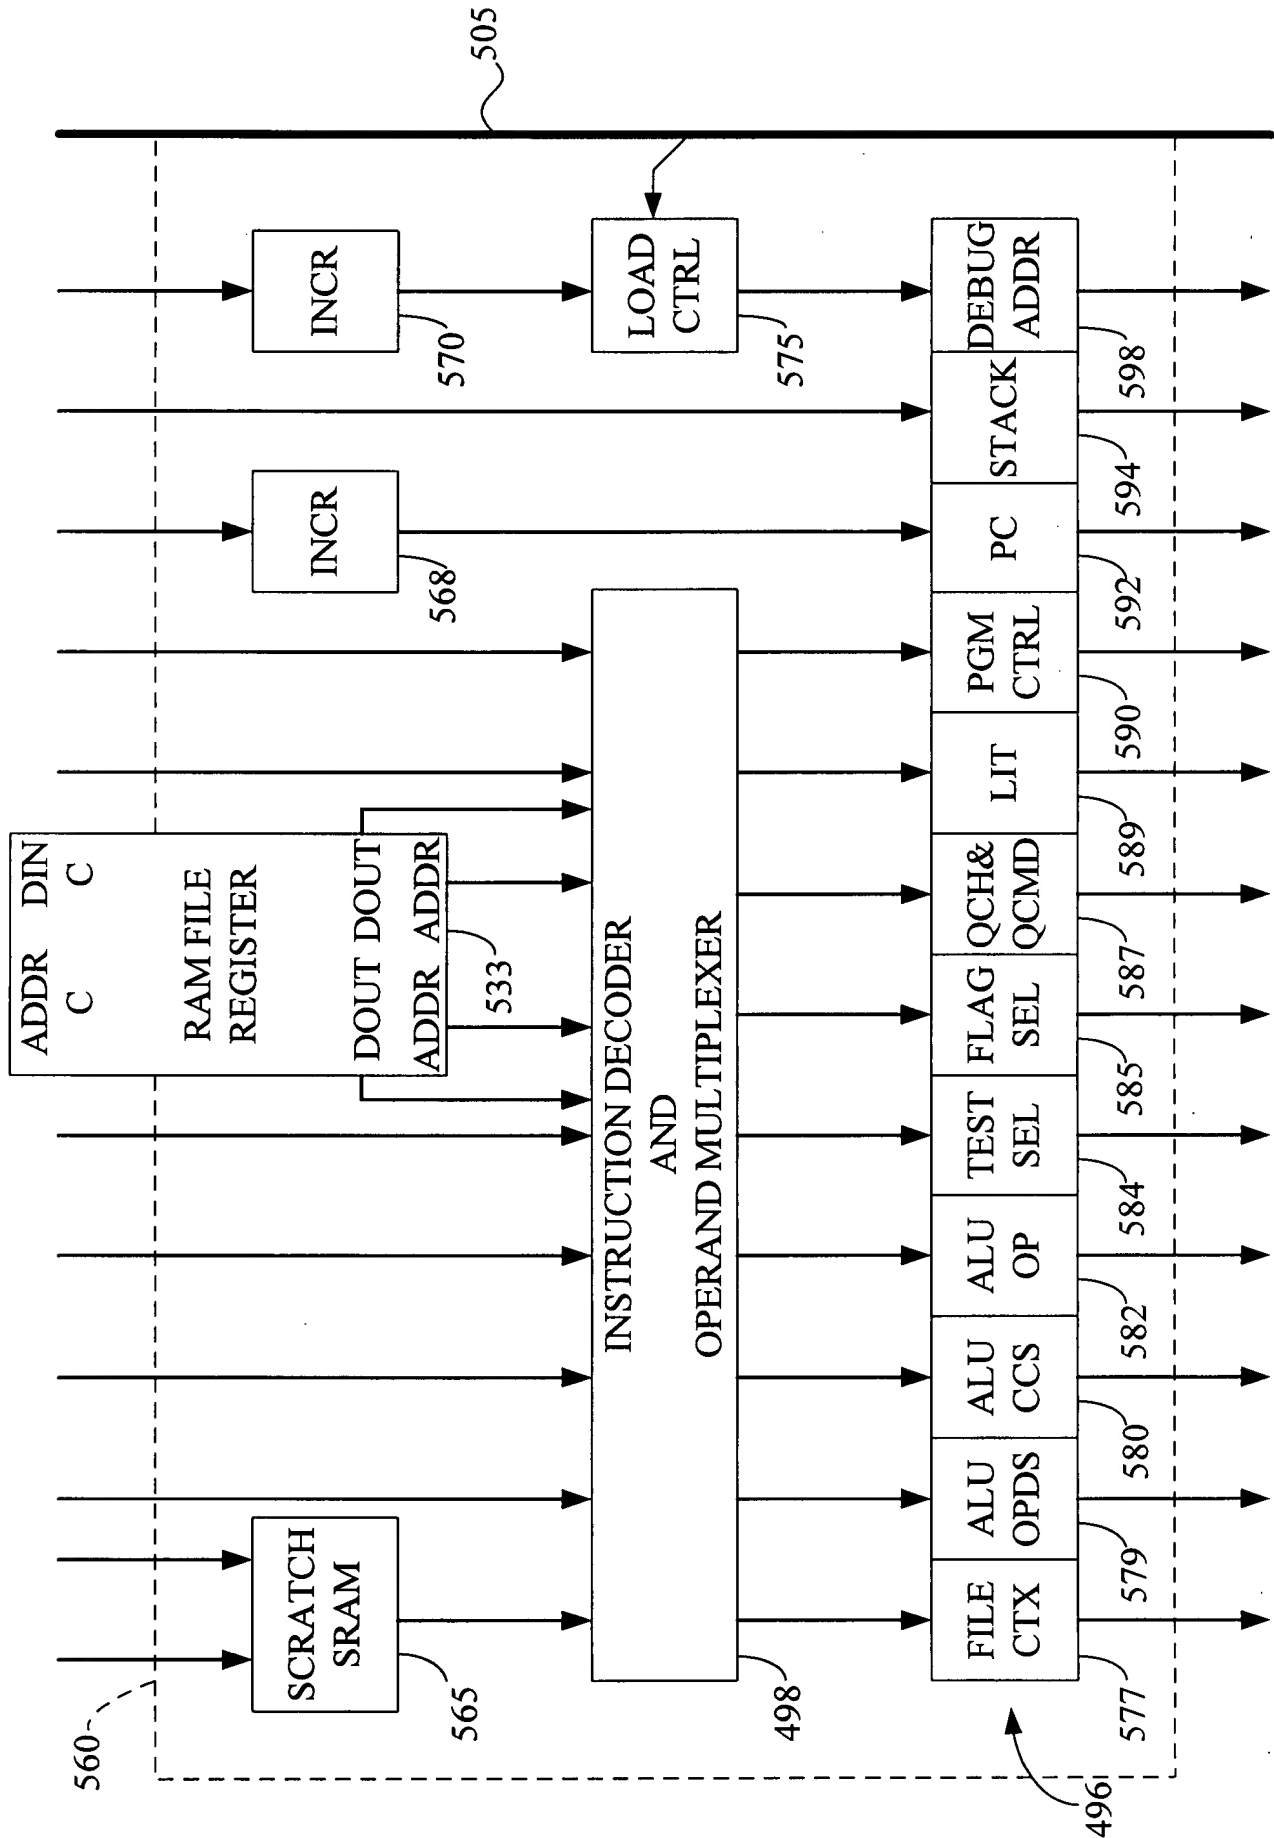 505
560
ADDR DIN
C C
RAM FILE
REGISTER
DOUT DOUT
ADDR ADDR
533
SCRATCH
SRAM
565
INCR
568
INCR
570
INSTRUCTION DECODER
AND
OPERAND MULTIPLEXER
498
LOAD
CTRL
575
496
FILE
CTX
577
ALU
OPDS
579
ALU
CCS
580
ALU
OP
582
TEST
SEL
584
FLAG
SEL
585
QCH&
QCMD
587
LIT
589
PGM
CTRL
590
PC
592
STACK
594
DEBUG
ADDR
598